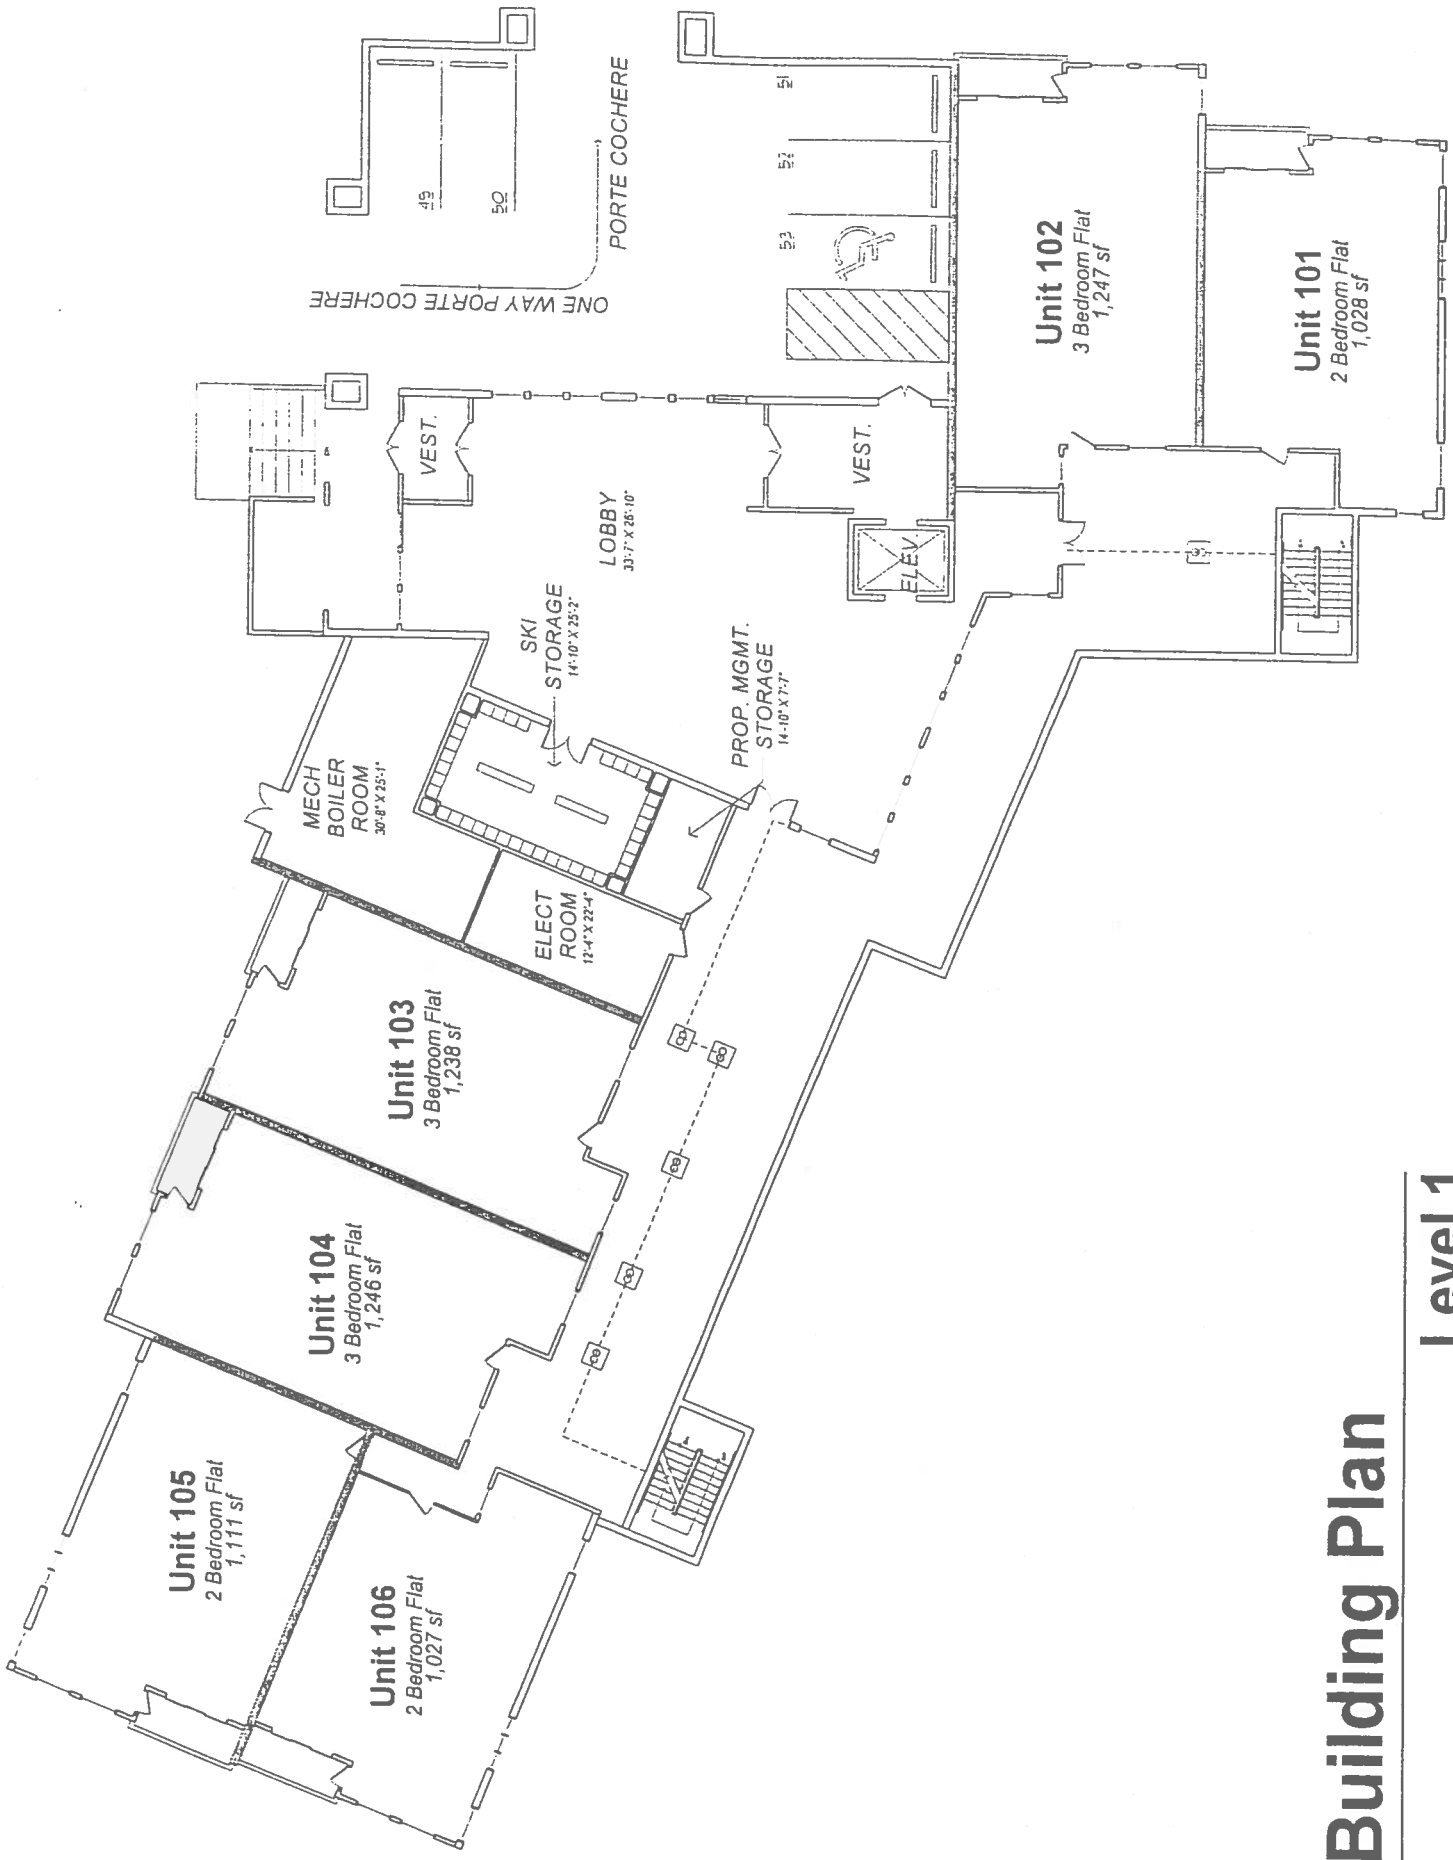 Building Plan
Level 1
Unit 105
2 Bedroom Flat
1,111 sf
Unit 106
2 Bedroom Flat
1,027 sf
Unit 104
3 Bedroom Flat
1,246 sf
Unit 103
3 Bedroom Flat
1,238 sf
MECH
BOILER
ROOM
30'-8" X 25'-1"
ELECT
ROOM
12'-4" X 22'-4"
SKI
STORAGE
14'-10" X 25'-2"
PROP. MGMT.
STORAGE
14'-10" X 7'-7"
LOBBY
33'-7" X 26'-10"
VEST.
VEST.
ELEV
ONE WAY PORTE COCHERE
PORTE COCHERE
49
50
51
52
53
Unit 102
3 Bedroom Flat
1,247 sf
Unit 101
2 Bedroom Flat
1,028 sf